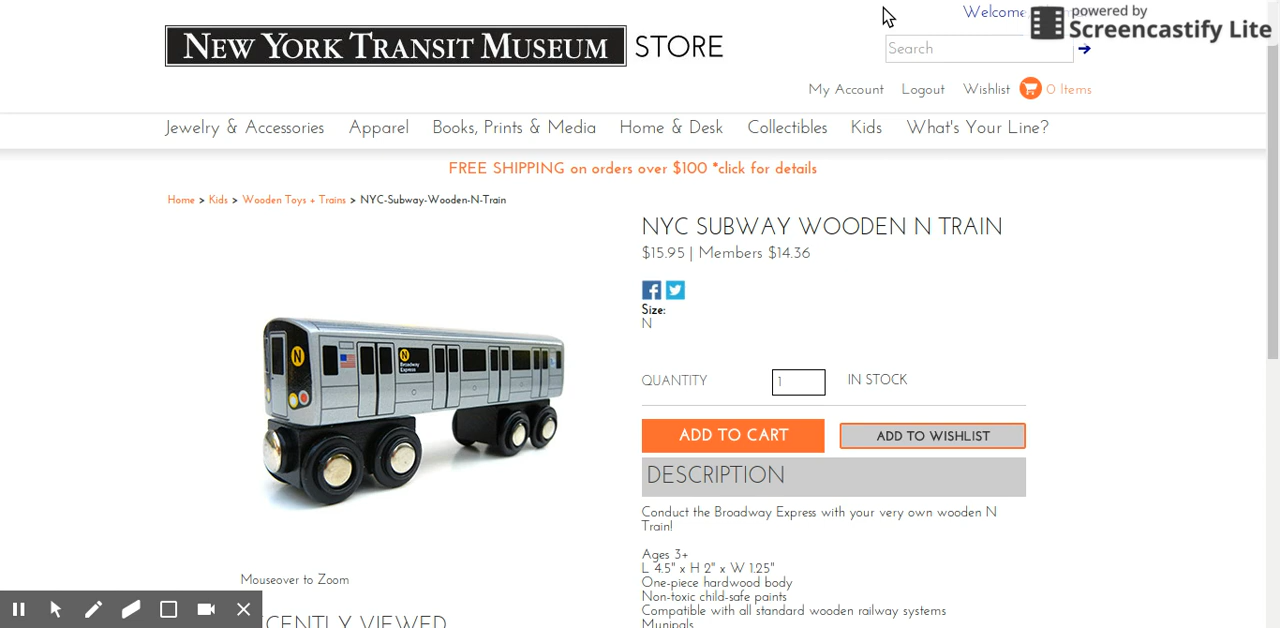 Welcome
powered by
Screencastify Lite
NEW YORK TRANSIT MUSEUM STORE
Search
My Account Logout Wishlist 0 Items
Jewelry & Accessories Apparel Books, Prints & Media Home & Desk Collectibles Kids What's Your Line?
FREE SHIPPING on orders over $100 *click for details
Home > Kids > Wooden Toys + Trains > NYC-Subway-Wooden-N-Train
NYC SUBWAY WOODEN N TRAIN
$15.95 | Members $14.36
Size:
N
N
N
Broadway
Express
QUANTITY 1 IN STOCK
ADD TO CART ADD TO WISHLIST
DESCRIPTION
Conduct the Broadway Express with your very own wooden N
Train!
Ages 3+
L 4.5" x H 2" x W 1.25"
One-piece hardwood body
Non-toxic child-safe paints
Compatible with all standard wooden railway systems
Munipals
Mouseover to Zoom
CENTLY VIEWED